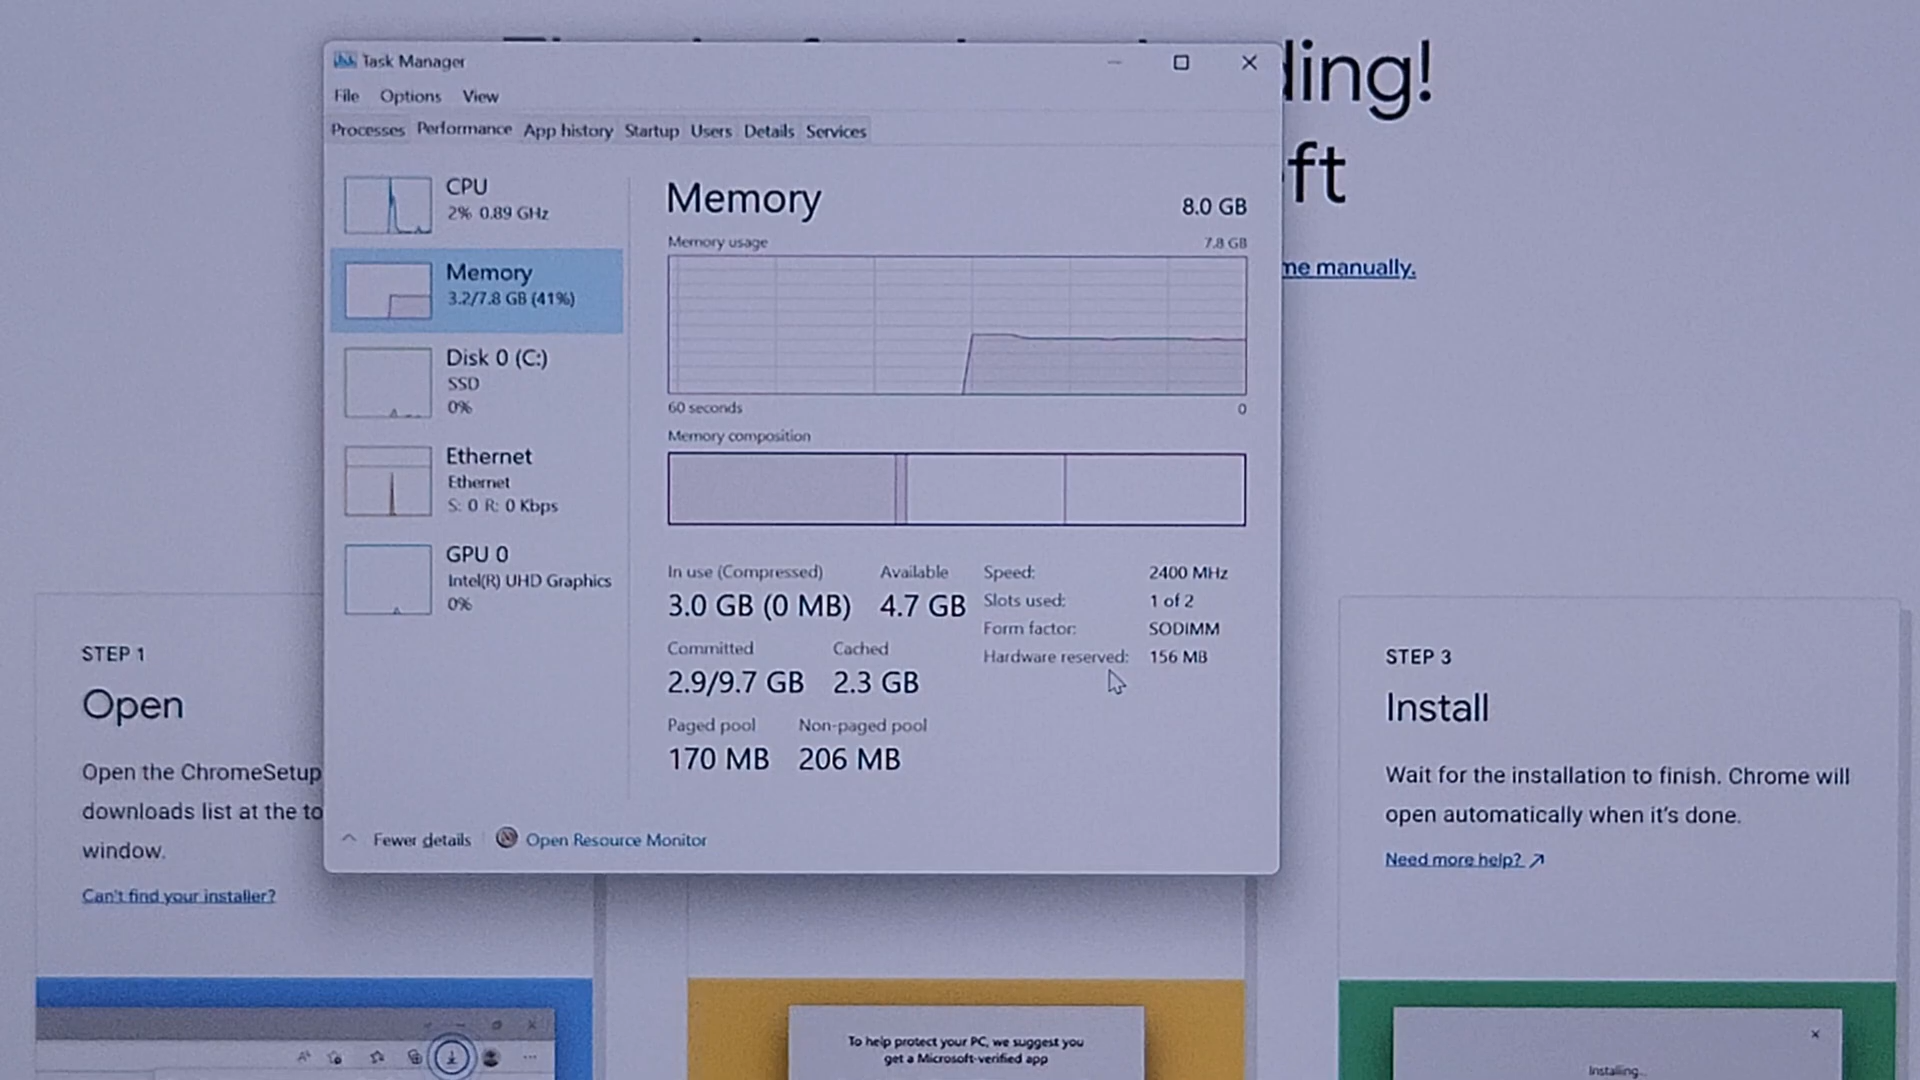 ding!
ft
me manually.
Task Manager
File Options View
Processes Performance App history Startup Users Details Services
CPU
2% 0.89 GHz
Memory
3.2/7.8 GB (41%)
Disk 0 (C:)
SSD
0%
Ethernet
Ethernet
S: 0 R: 0 Kbps
GPU 0
Intel(R) UHD Graphics
0%
Memory 8.0 GB
Memory usage 7.8 GB
60 seconds 0
Memory composition
In use (Compressed) Available
3.0 GB (0 MB) 4.7 GB
Committed Cached
2.9/9.7 GB 2.3 GB
Paged pool Non-paged pool
170 MB 206 MB
Speed: 2400 MHz
Slots used: 1 of 2
Form factor: SODIMM
Hardware reserved: 156 MB
Fewer details Open Resource Monitor
STEP 1
Open
Open the ChromeSetup
downloads list at the to
window.
Can't find your installer?
STEP 3
Install
Wait for the installation to finish. Chrome will
open automatically when it's done.
Need more help?
To help protect your PC, we suggest you
get a Microsoft-verified app
Installing...